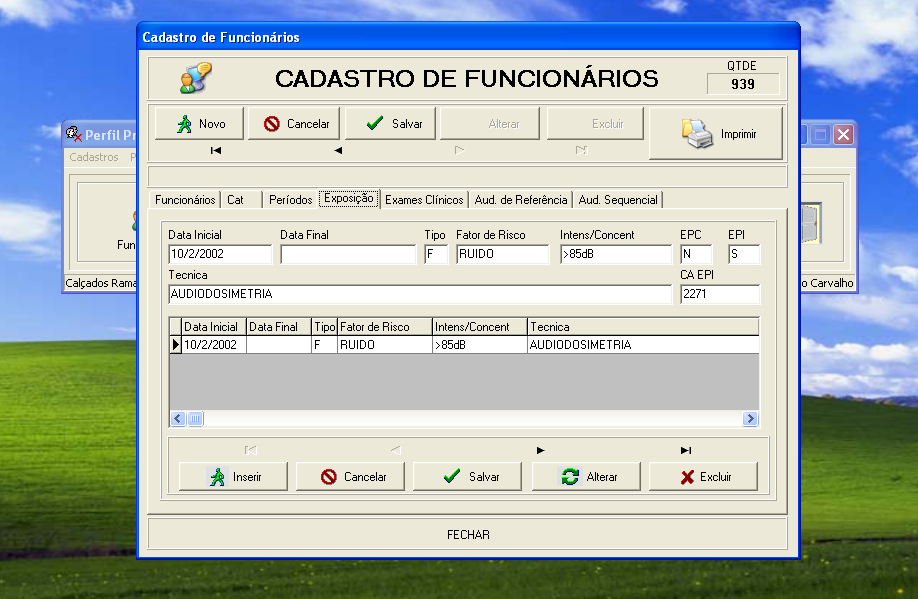 Cadastro de Funcionários
CADASTRO DE FUNCIONÁRIOS
QTDE
939
Novo Cancelar Salvar Alterar Excluir Imprimir
Perfil Pr
Cadastros P
Fun
Calçados Rama
o Carvalho
Funcionários Cat Períodos Exposição Exames Clínicos Aud. de Referência Aud. Sequencial
Data Inicial Data Final Tipo Fator de Risco Intens/Concent EPC EPI
10/2/2002 F RUIDO >85dB N S
Tecnica CA EPI
AUDIODOSIMETRIA 2271
Data Inicial Data Final Tipo Fator de Risco Intens/Concent Tecnica
10/2/2002 F RUIDO >85dB AUDIODOSIMETRIA
Inserir Cancelar Salvar Alterar Excluir
FECHAR